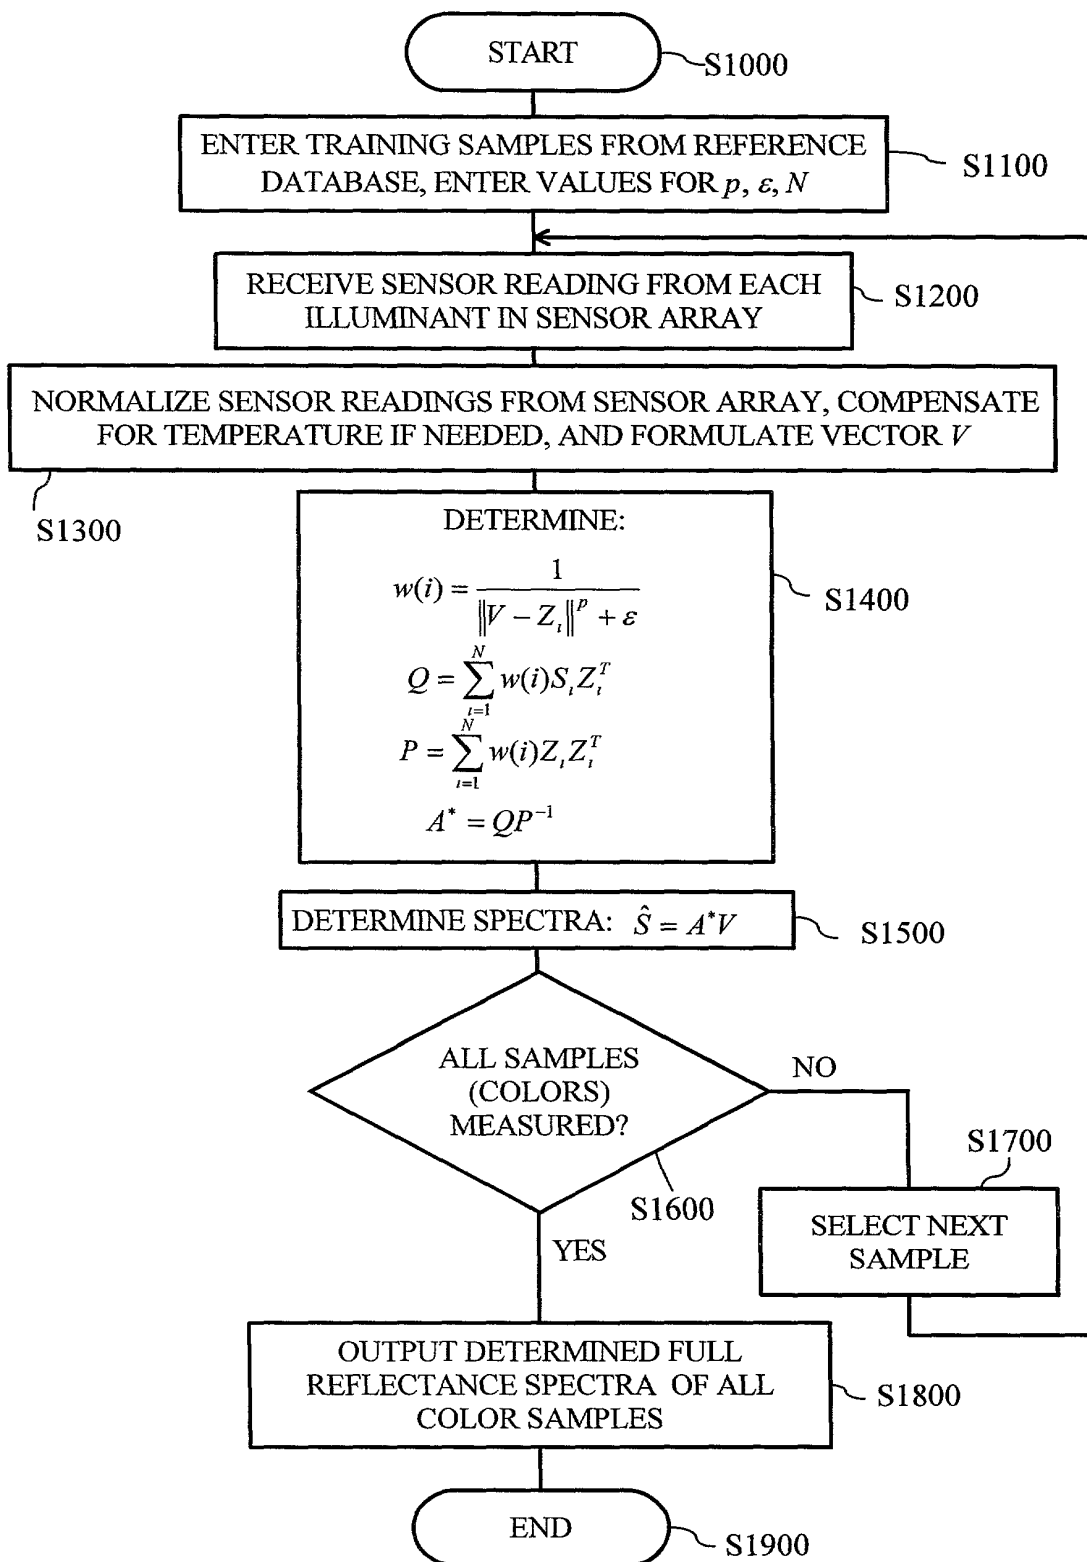 START
S1000
ENTER TRAINING SAMPLES FROM REFERENCE
DATABASE, ENTER VALUES FOR p, ε, N
S1100
RECEIVE SENSOR READING FROM EACH
ILLUMINANT IN SENSOR ARRAY
S1200
NORMALIZE SENSOR READINGS FROM SENSOR ARRAY, COMPENSATE
FOR TEMPERATURE IF NEEDED, AND FORMULATE VECTOR V
S1300
DETERMINE:
w(i) = 1 / (‖V − Z_i‖^p + ε)
Q = ∑_{i=1}^{N} w(i)S_i Z_i^T
P = ∑_{i=1}^{N} w(i)Z_i Z_i^T
A^* = QP^{-1}
S1400
DETERMINE SPECTRA: Ŝ = A^*V
S1500
ALL SAMPLES
(COLORS)
MEASURED?
S1600
NO
S1700
SELECT NEXT
SAMPLE
YES
OUTPUT DETERMINED FULL
REFLECTANCE SPECTRA OF ALL
COLOR SAMPLES
S1800
END
S1900